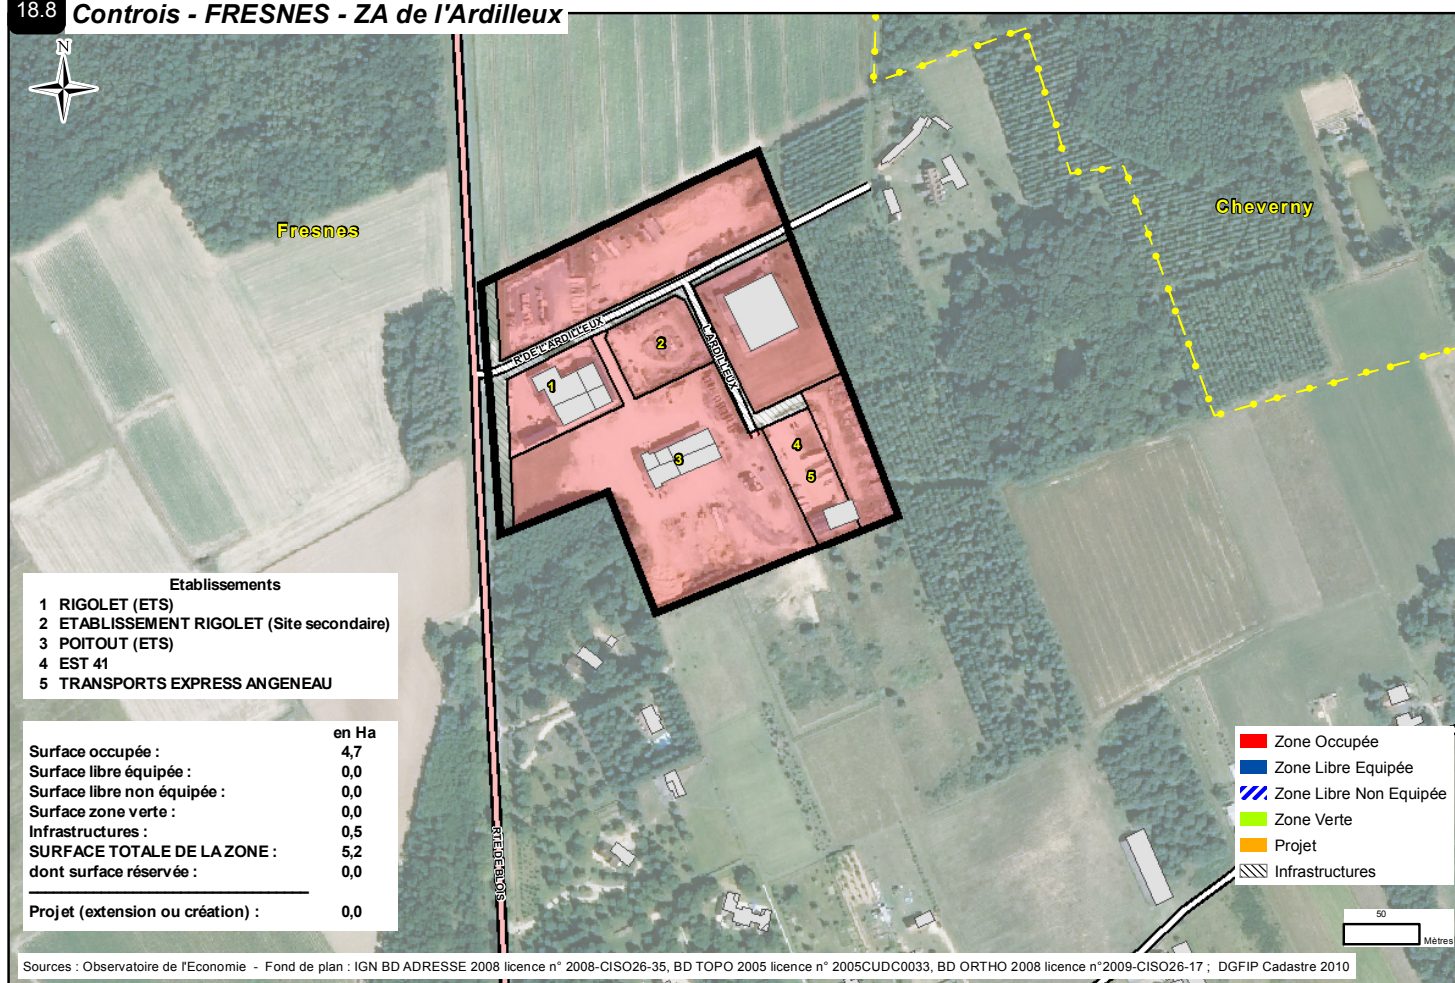 18.8 Controis - FRESNES - ZA de l'Ardilleux
N
Fresnes
Cheverny
R DE L'ARDILLEUX
L'ARDILLEUX
1
2
3
4
5
RTE DE BLOIS
Etablissements
1 RIGOLET (ETS)
2 ETABLISSEMENT RIGOLET (Site secondaire)
3 POITOUT (ETS)
4 EST 41
5 TRANSPORTS EXPRESS ANGENEAU
en Ha
Surface occupée : 4,7
Surface libre équipée : 0,0
Surface libre non équipée : 0,0
Surface zone verte : 0,0
Infrastructures : 0,5
SURFACE TOTALE DE LA ZONE : 5,2
dont surface réservée : 0,0
Projet (extension ou création) : 0,0
Zone Occupée
Zone Libre Equipée
Zone Libre Non Equipée
Zone Verte
Projet
Infrastructures
50
Mètres
Sources : Observatoire de l'Economie - Fond de plan : IGN BD ADRESSE 2008 licence n° 2008-CISO26-35, BD TOPO 2005 licence n° 2005CUDC0033, BD ORTHO 2008 licence n°2009-CISO26-17 ; DGFIP Cadastre 2010